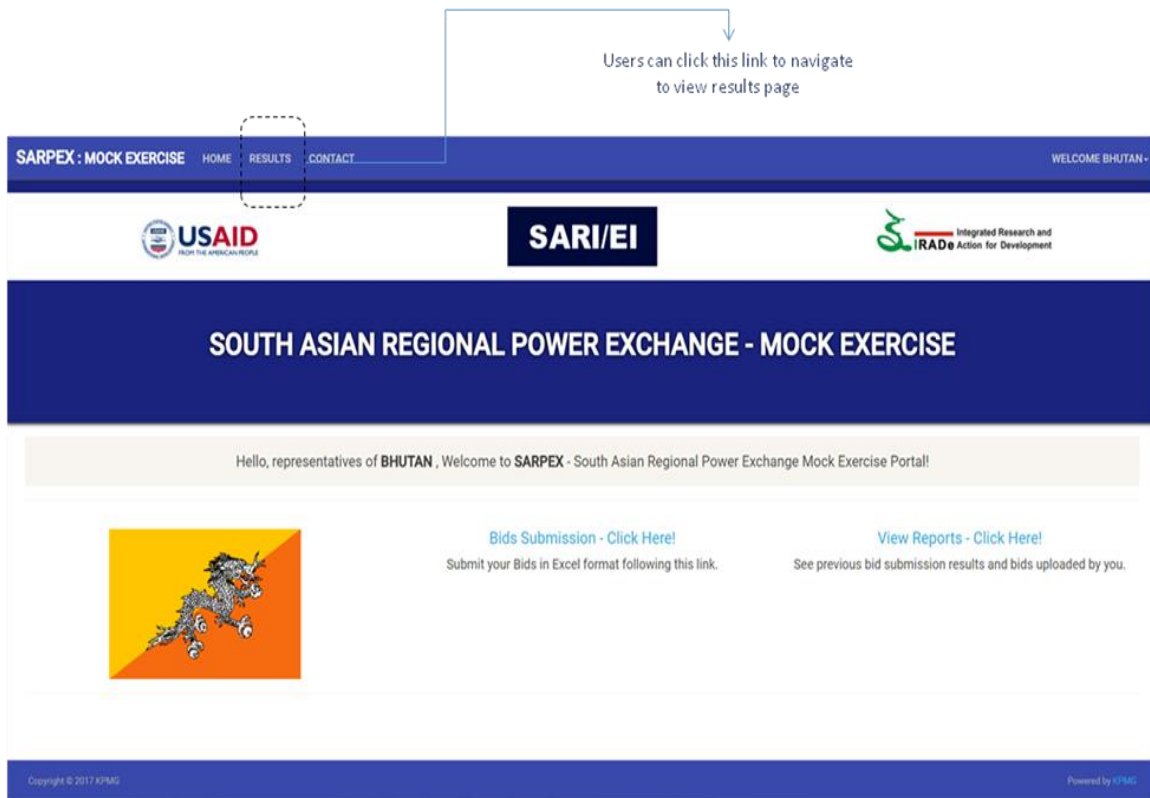 Users can click this link to navigate
to view results page
SARPEX : MOCK EXERCISE HOME RESULTS CONTACT WELCOME BHUTAN
USAID
FROM THE AMERICAN PEOPLE
SARI/EI
IRADe Integrated Research and
Action for Development
SOUTH ASIAN REGIONAL POWER EXCHANGE - MOCK EXERCISE
Hello, representatives of BHUTAN , Welcome to SARPEX - South Asian Regional Power Exchange Mock Exercise Portal!
Bids Submission - Click Here!
Submit your Bids in Excel format following this link.
View Reports - Click Here!
See previous bid submission results and bids uploaded by you.
Copyright © 2017 KPMG
Powered by KPMG